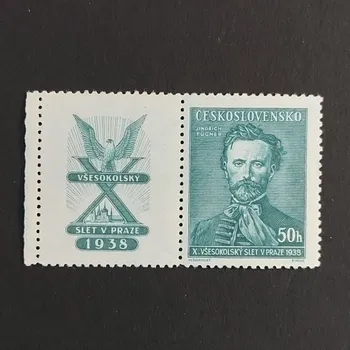 VŠESOKOLSKÝ
X
SLET V PRAZE
1938
ČESKOSLOVENSKO
JINDŘICH
FÜGNER
50h
X. VŠESOKOLSKÝ SLET V PRAZE 1938